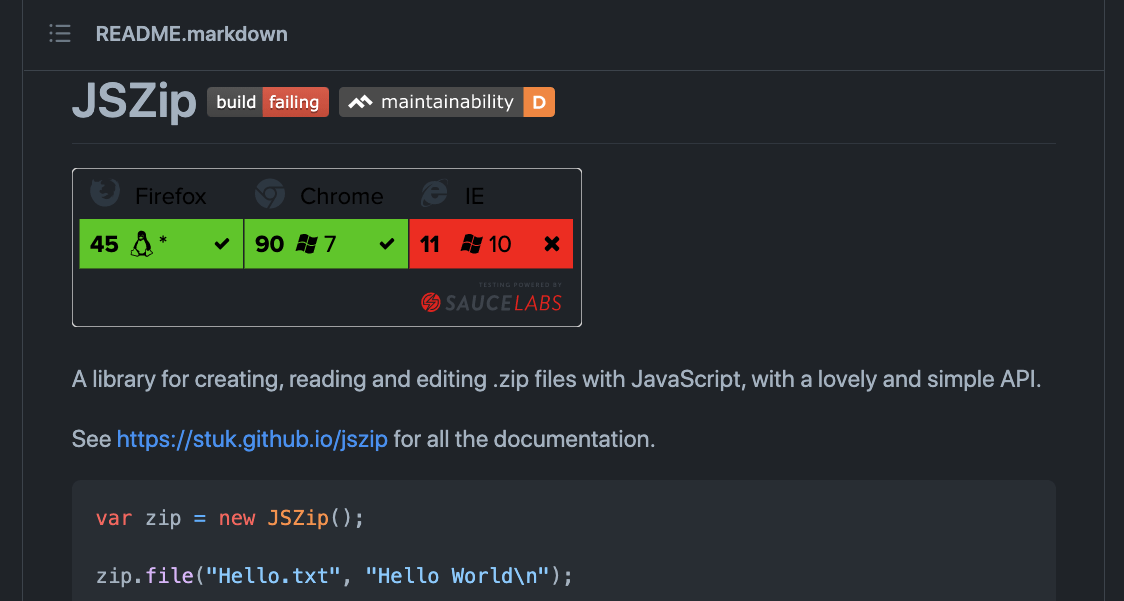 README.markdown
JSZip build failing maintainability D
Firefox Chrome IE
45 * 90 7 11 10
TESTING POWERED BY
SAUCELABS
A library for creating, reading and editing .zip files with JavaScript, with a lovely and simple API.
See https://stuk.github.io/jszip for all the documentation.
var zip = new JSZip();
zip.file("Hello.txt", "Hello World\n");